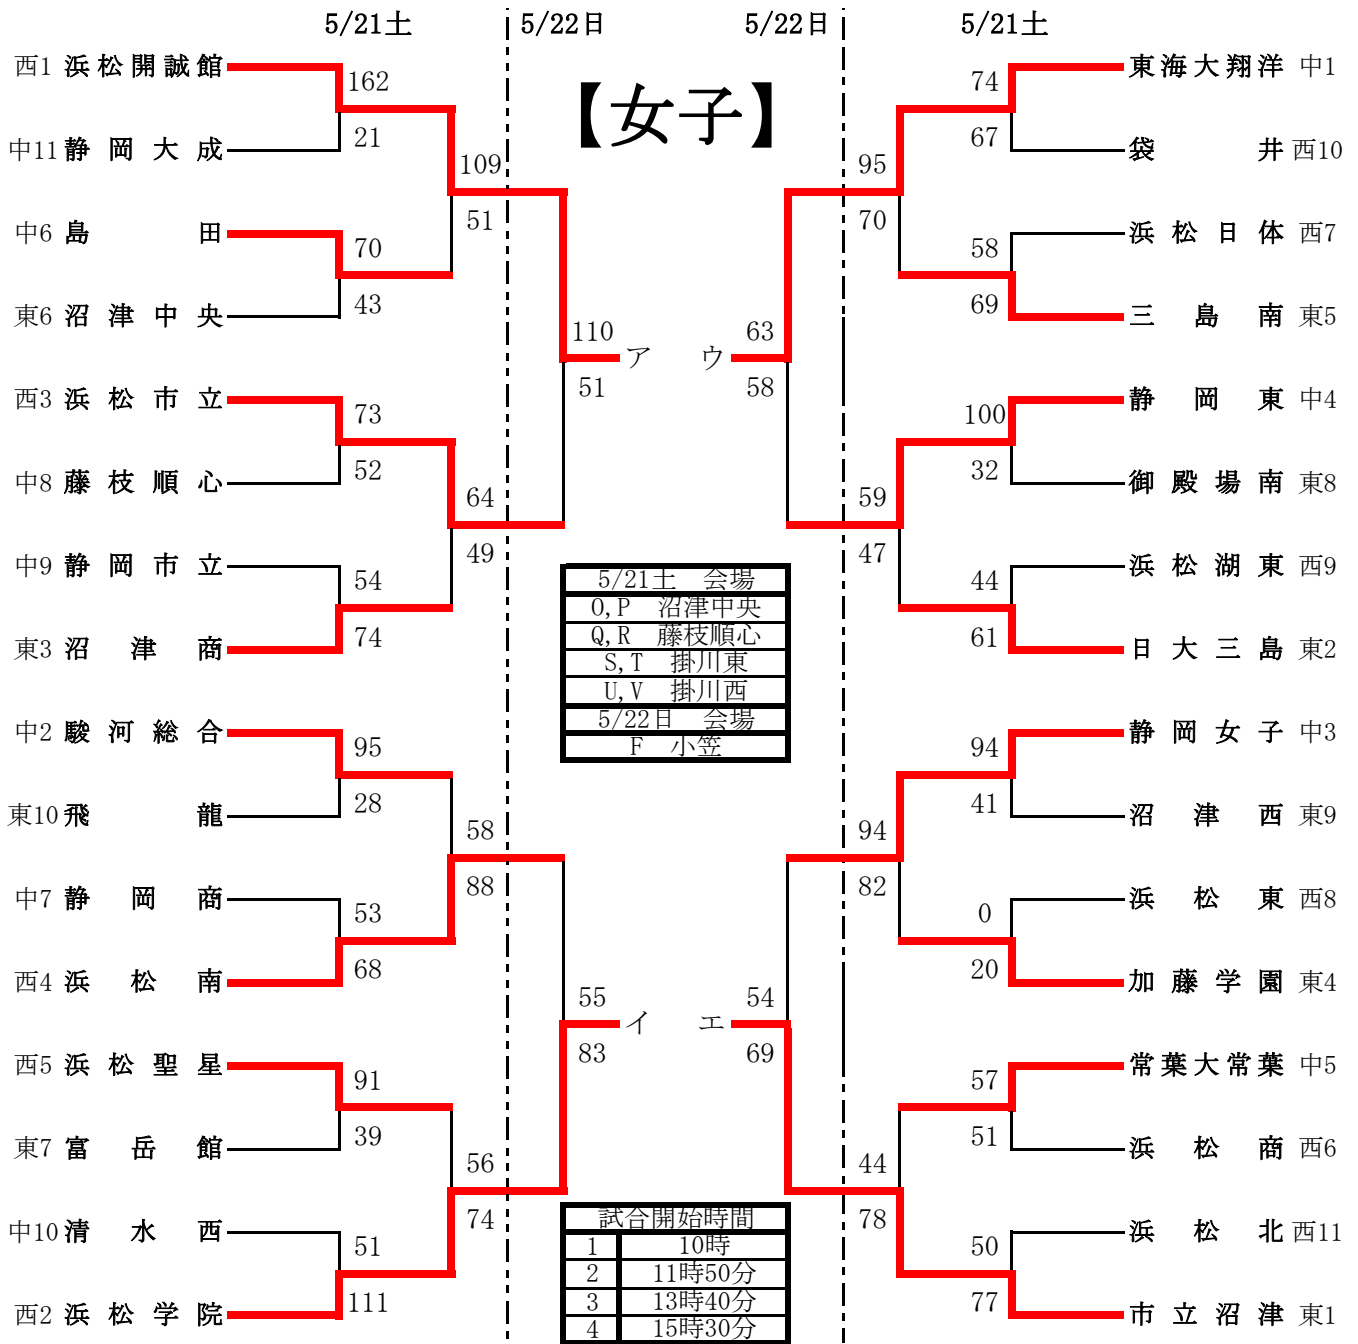 5/21土 5/22日 5/22日 5/21土
【女子】
西1 浜松開誠館
162
21
中11 静岡大成
109
51
中6 島田
70
43
東6 沼津中央
110 ア
51
西3 浜松市立
73
52
中8 藤枝順心
64
49
中9 静岡市立
54
74
東3 沼津商
中2 駿河総合
95
28
東10 飛龍
58
88
中7 静岡商
53
68
西4 浜松南
55 イ
83
西5 浜松聖星
91
39
東7 富岳館
56
74
中10 清水西
51
111
西2 浜松学院
東海大翔洋 中1
74
67
袋井 西10
95
70
浜松日体 西7
58
69
三島南 東5
ウ 63
58
静岡東 中4
100
32
御殿場南 東8
59
47
浜松湖東 西9
44
61
日大三島 東2
静岡女子 中3
94
41
沼津西 東9
94
82
浜松東 西8
0
20
加藤学園 東4
エ 54
69
常葉大常葉 中5
57
51
浜松商 西6
44
78
浜松北 西11
50
77
市立沼津 東1
5/21土 会場
O,P 沼津中央
Q,R 藤枝順心
S,T 掛川東
U,V 掛川西
5/22日 会場
F 小笠
試合開始時間
1 10時
2 11時50分
3 13時40分
4 15時30分